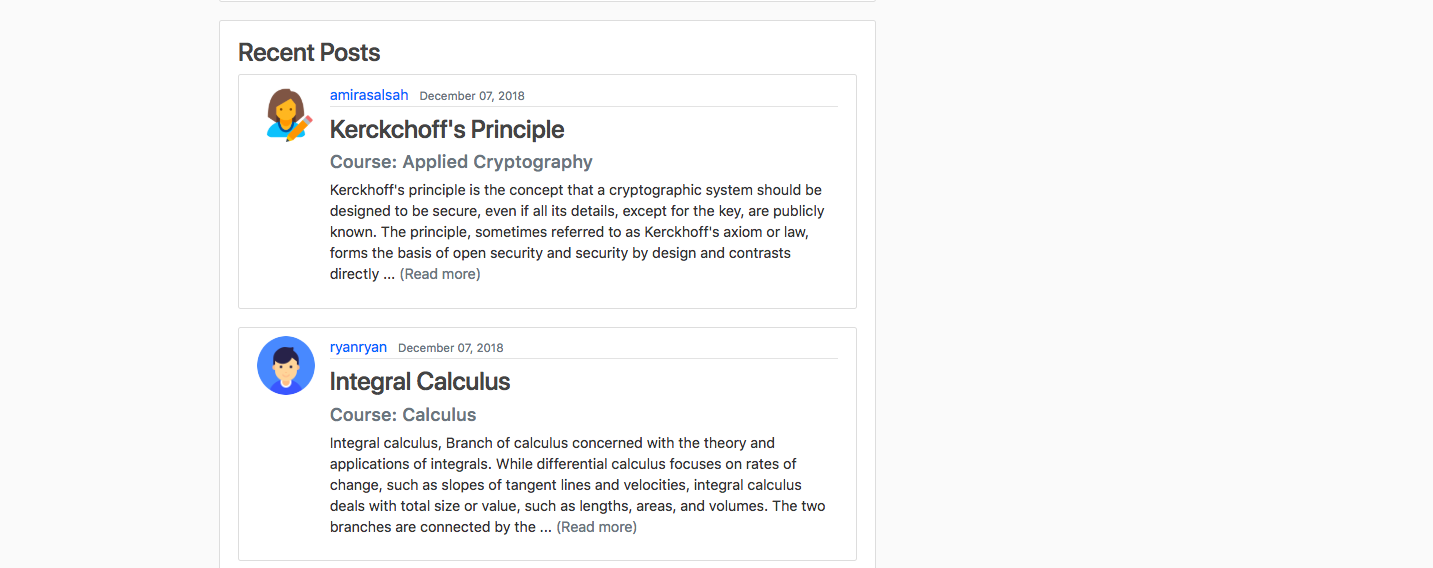 Recent Posts
amirasalsah December 07, 2018
Kerckchoff's Principle
Course: Applied Cryptography
Kerckhoff's principle is the concept that a cryptographic system should be
designed to be secure, even if all its details, except for the key, are publicly
known. The principle, sometimes referred to as Kerckhoff's axiom or law,
forms the basis of open security and security by design and contrasts
directly ... (Read more)
ryanryan December 07, 2018
Integral Calculus
Course: Calculus
Integral calculus, Branch of calculus concerned with the theory and
applications of integrals. While differential calculus focuses on rates of
change, such as slopes of tangent lines and velocities, integral calculus
deals with total size or value, such as lengths, areas, and volumes. The two
branches are connected by the ... (Read more)